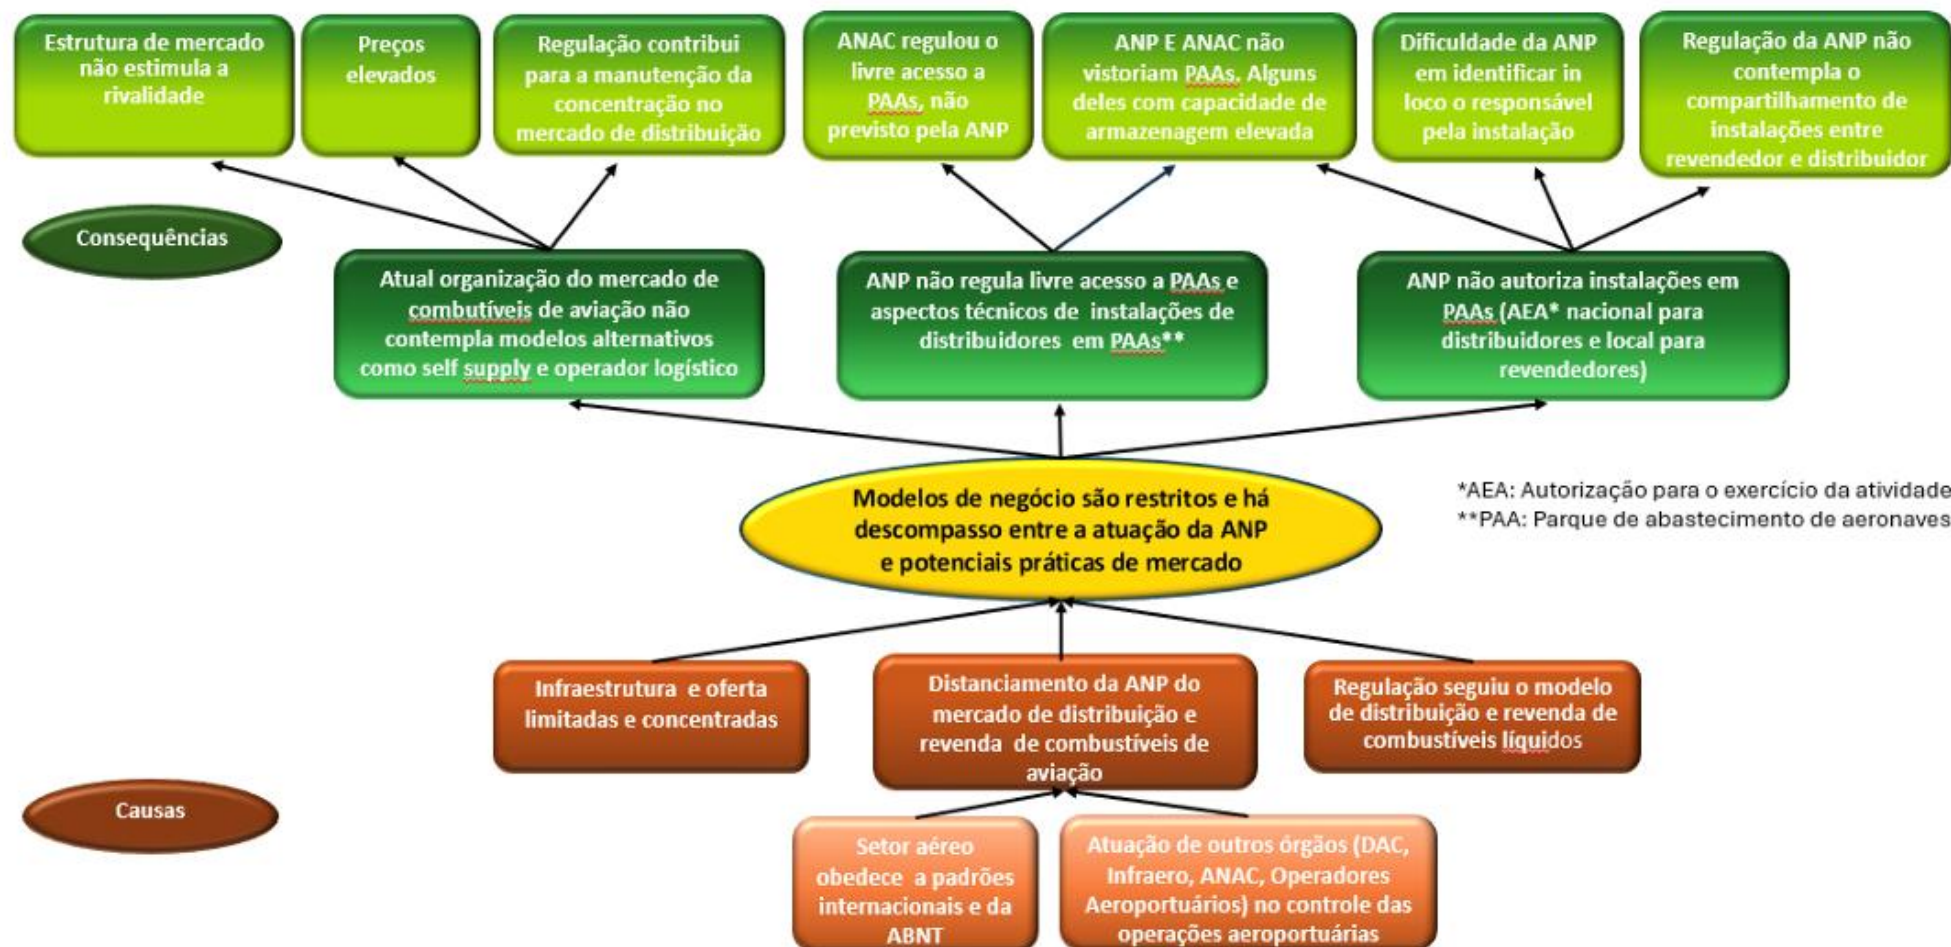 Estrutura de mercado
não estimula a
rivalidade
Preços
elevados
Regulação contribui
para a manutenção da
concentração no
mercado de distribuição
ANAC regulou o
livre acesso a
PAAs, não
previsto pela ANP
ANP E ANAC não
vistoriam PAAs. Alguns
deles com capacidade de
armazenagem elevada
Dificuldade da ANP
em identificar in
loco o responsável
pela instalação
Regulação da ANP não
contempla o
compartilhamento de
instalações entre
revendedor e distribuidor
Consequências
Atual organização do mercado de
combutíveis de aviação não
contempla modelos alternativos
como self supply e operador logístico
ANP não regula livre acesso a PAAs e
aspectos técnicos de instalações de
distribuidores em PAAs**
ANP não autoriza instalações em
PAAs (AEA* nacional para
distribuidores e local para
revendedores)
Modelos de negócio são restritos e há
descompasso entre a atuação da ANP
e potenciais práticas de mercado
*AEA: Autorização para o exercício da atividade
**PAA: Parque de abastecimento de aeronaves
Infraestrutura e oferta
limitadas e concentradas
Distanciamento da ANP do
mercado de distribuição e
revenda de combustíveis de
aviação
Regulação seguiu o modelo
de distribuição e revenda de
combustíveis líquidos
Causas
Setor aéreo
obedece a padrões
internacionais e da
ABNT
Atuação de outros órgãos (DAC,
Infraero, ANAC, Operadores
Aeroportuários) no controle das
operações aeroportuárias